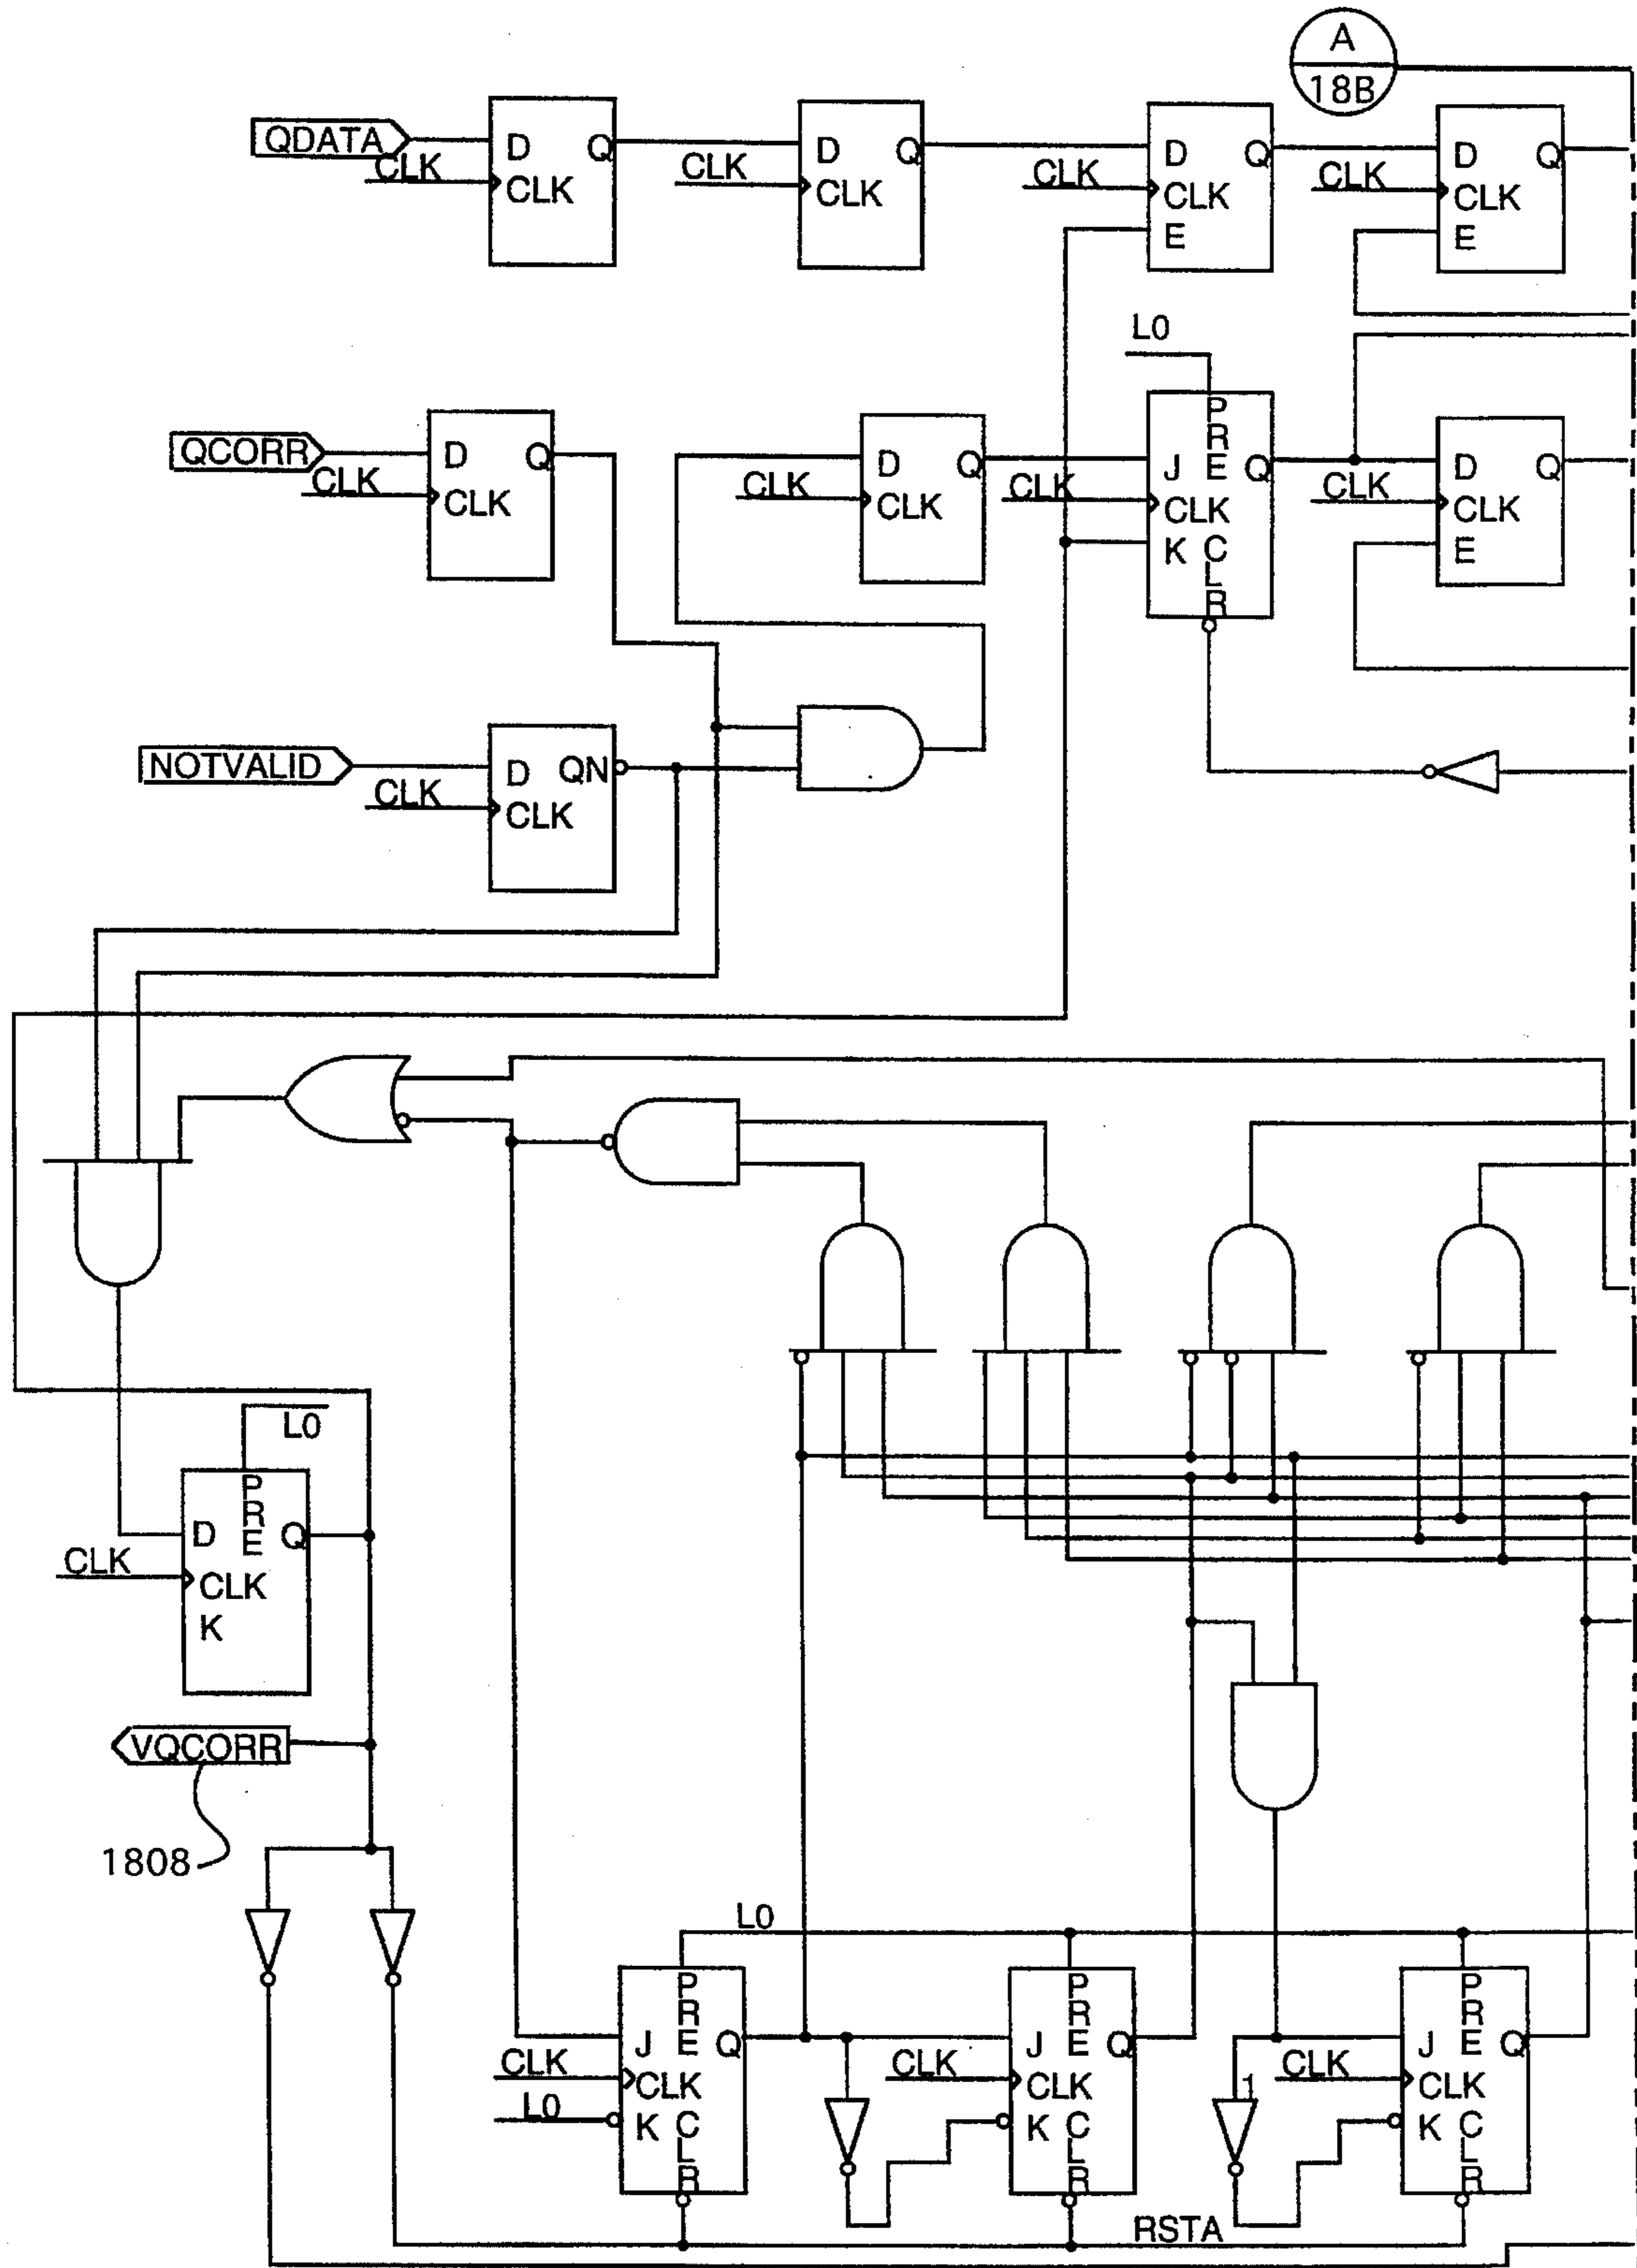 A
18B
QDATA
CLK
D Q
CLK
CLK
D Q
CLK
CLK
D Q
CLK
E
CLK
D Q
CLK
E
L0
QCORR
CLK
D Q
CLK
CLK
D Q
CLK
CLK
PRE
J Q
CLK
K
CLR
CLK
D Q
CLK
E
NOTVALID
CLK
D QN
CLK
L0
PRE
D Q
CLK
CLK
K
VQCORR
1808
L0
PRE
J Q
CLK
CLK
L0
K
CLR
PRE
J Q
CLK
CLK
K
CLR
PRE
J Q
1
CLK
CLK
K
CLR
RSTA